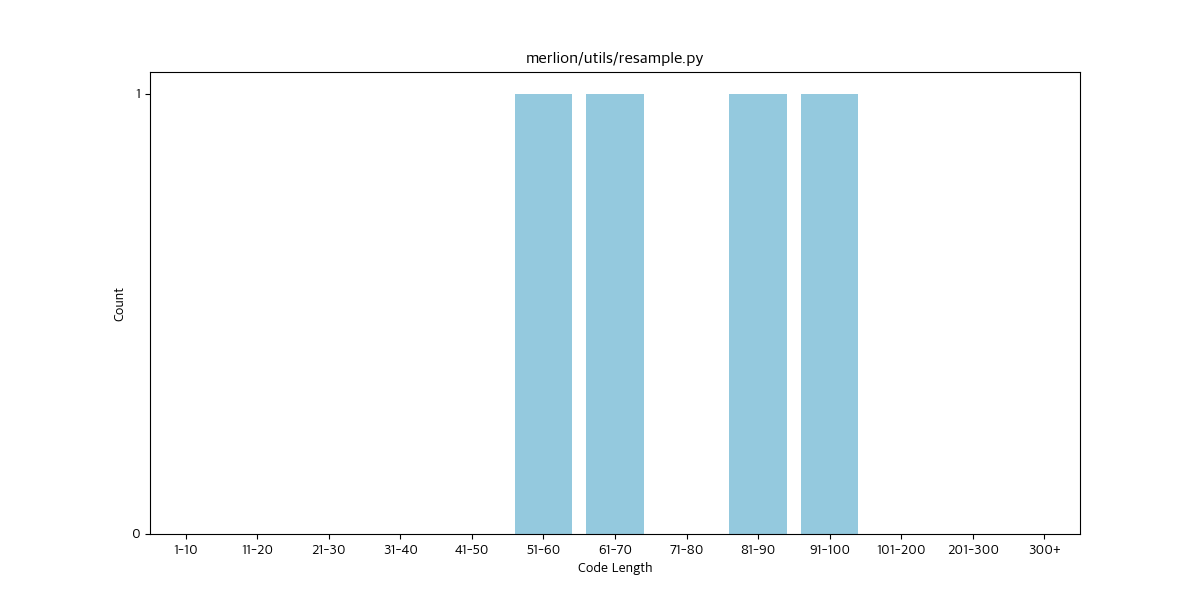 merlion/utils/resample.py
1
Count
0
1-10 11-20 21-30 31-40 41-50 51-60 61-70 71-80 81-90 91-100 101-200 201-300 300+
Code Length